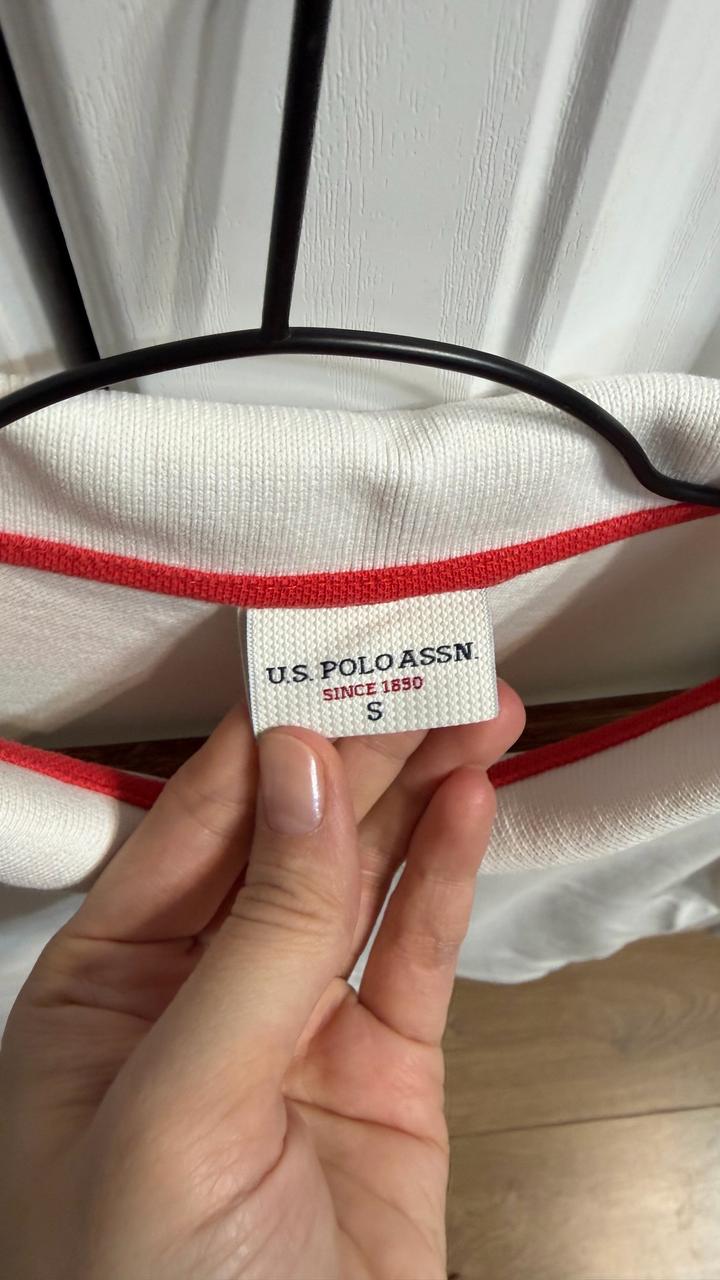 U.S. POLO ASSN.
SINCE 1890
S